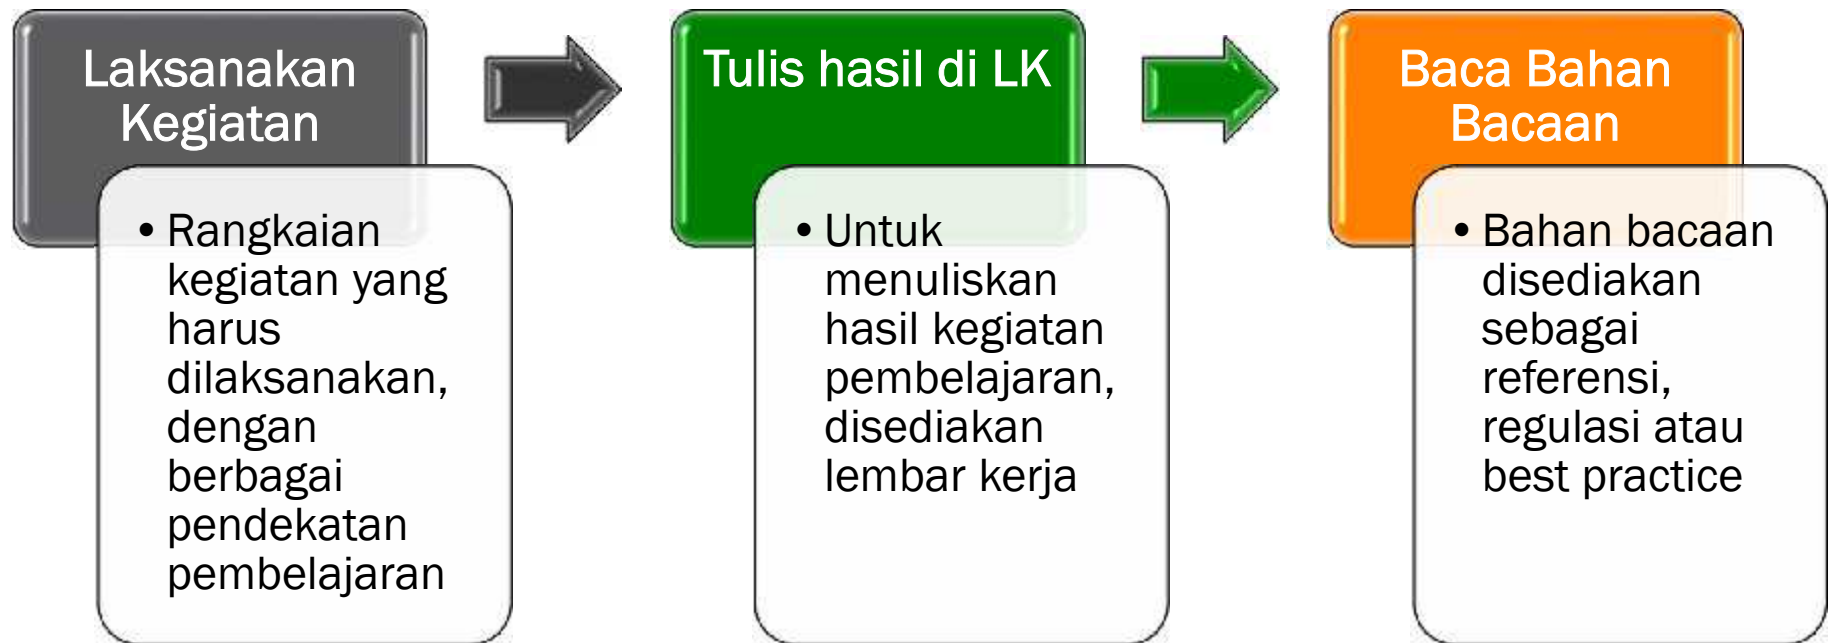 Laksanakan
Kegiatan
• Rangkaian
kegiatan yang
harus
dilaksanakan,
dengan
berbagai
pendekatan
pembelajaran
Tulis hasil di LK
• Untuk
menuliskan
hasil kegiatan
pembelajaran,
disediakan
lembar kerja
Baca Bahan
Bacaan
• Bahan bacaan
disediakan
sebagai
referensi,
regulasi atau
best practice